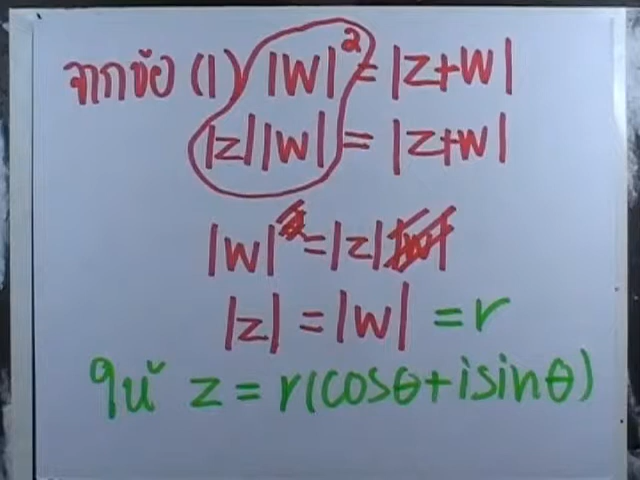 จากข้อ (1) |W|² = |Z+W|
|Z||W| = |Z+W|
|W|² = |Z||W|
|Z| = |W| = r
ให้ Z = r(cosθ+isinθ)